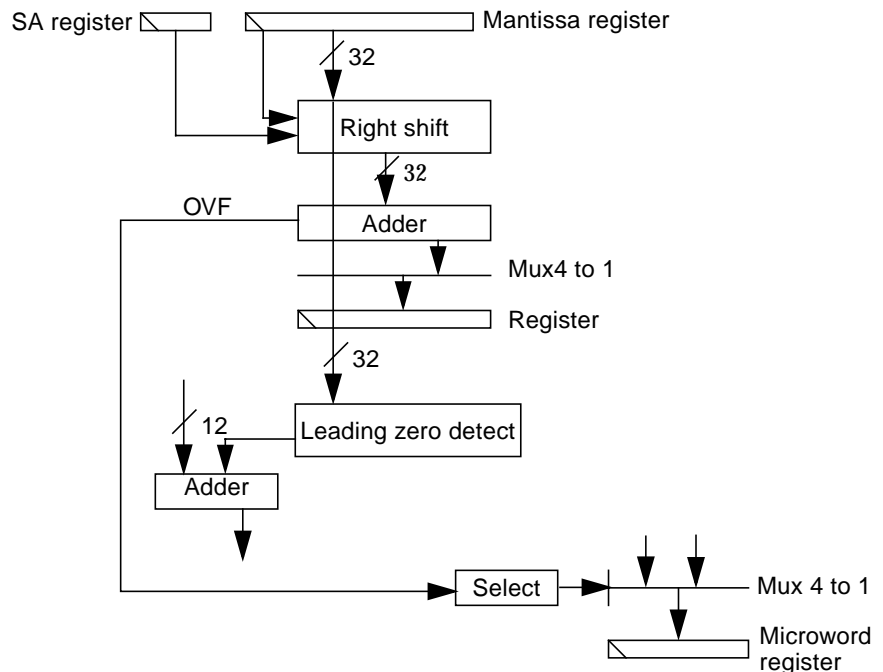 SA register
Mantissa register
32
Right shift
32
OVF
Adder
Mux4 to 1
Register
32
12
Leading zero detect
Adder
Select
Mux 4 to 1
Microword
register